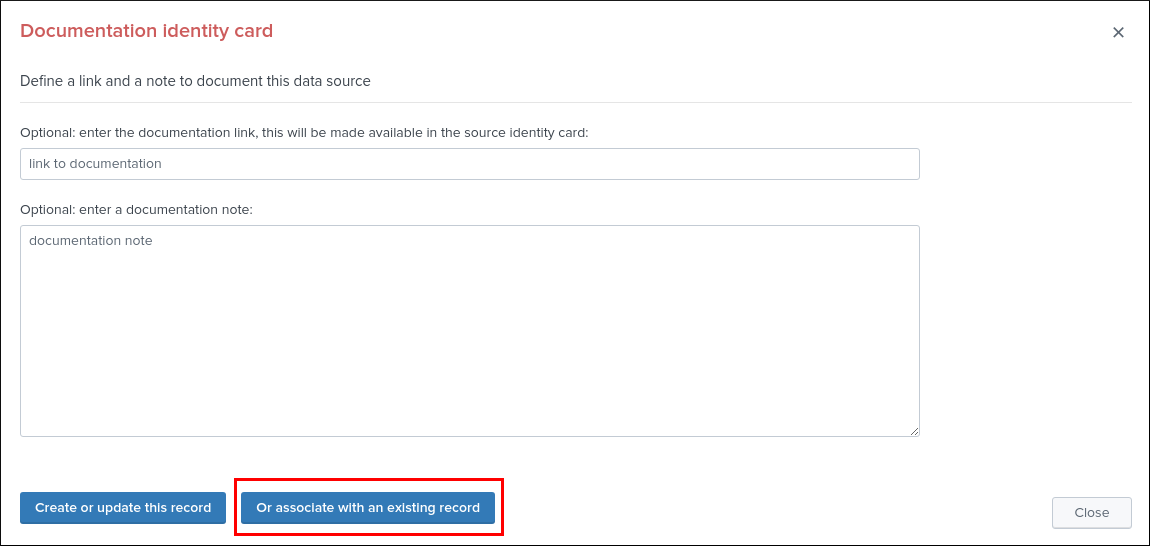 Documentation identity card
Define a link and a note to document this data source
Optional: enter the documentation link, this will be made available in the source identity card:
link to documentation
Optional: enter a documentation note:
documentation note
Create or update this record
Or associate with an existing record
Close